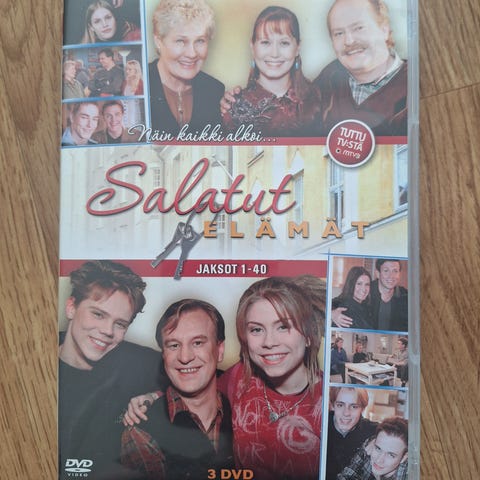 Näin kaikki alkoi...
TUTTU
TV:STÄ
mtv3
Salatut
ELÄMÄT
JAKSOT 1-40
DVD
VIDEO
3 DVD